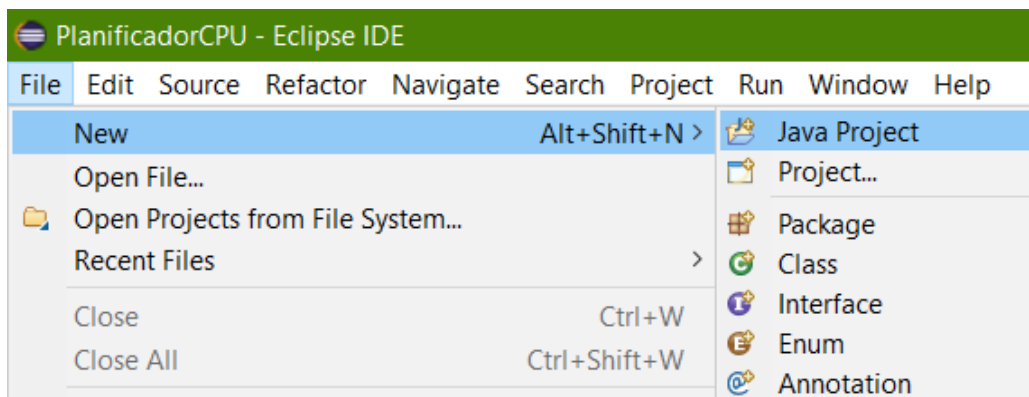 PlanificadorCPU - Eclipse IDE
File Edit Source Refactor Navigate Search Project Run Window Help
New Alt+Shift+N >
Open File...
Open Projects from File System...
Recent Files >
Close Ctrl+W
Close All Ctrl+Shift+W
Java Project
Project...
Package
Class
Interface
Enum
Annotation